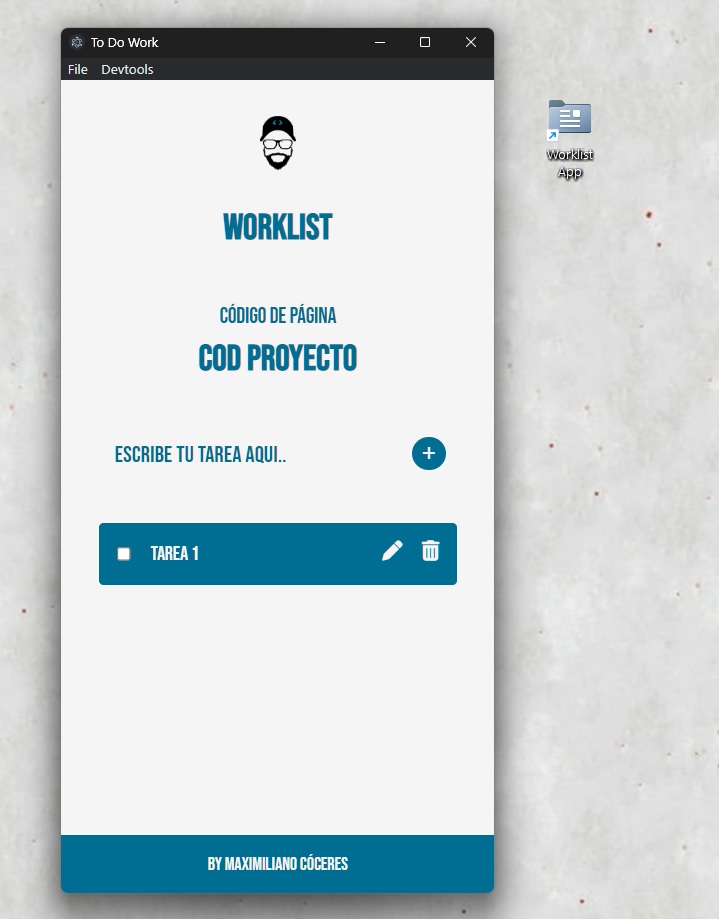 To Do Work
File Devtools
WORKLIST
CÓDIGO DE PÁGINA
COD PROYECTO
ESCRIBE TU TAREA AQUI..
TAREA 1
BY MAXIMILIANO CÓCERES
Worklist
App